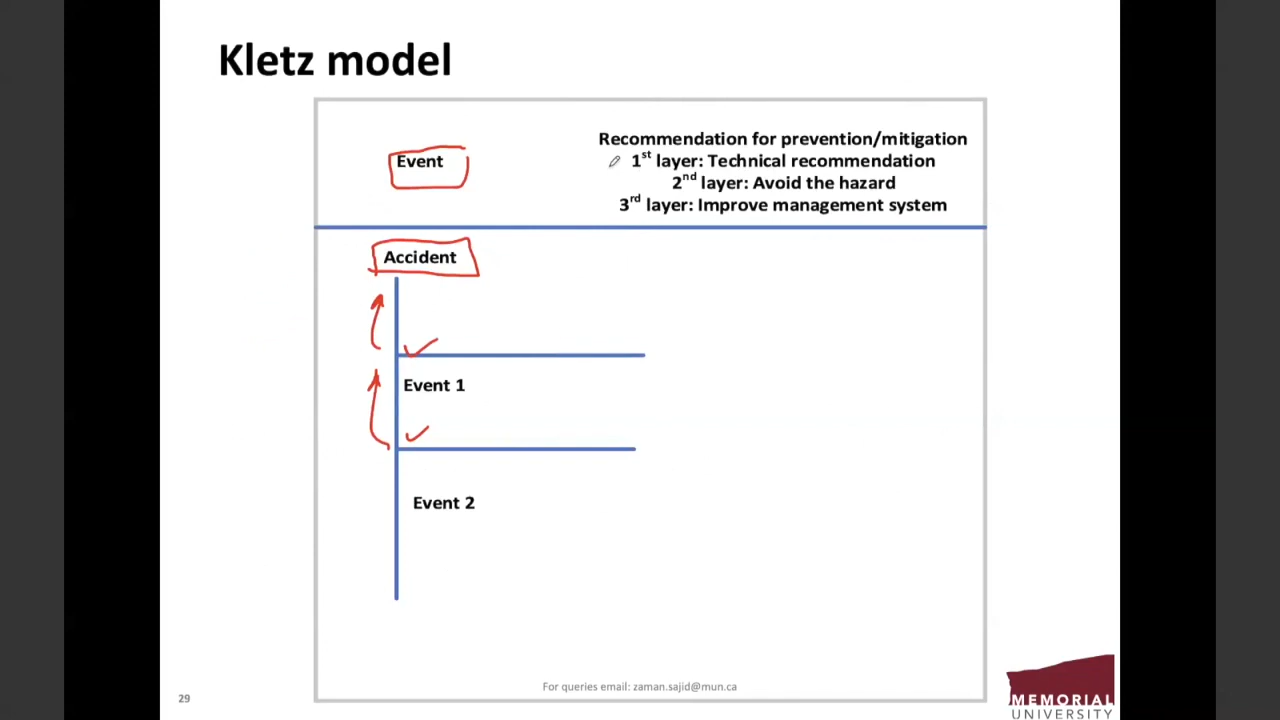 Kletz model
Event
Recommendation for prevention/mitigation
1st layer: Technical recommendation
2nd layer: Avoid the hazard
3rd layer: Improve management system
Accident
Event 1
Event 2
29
For queries email: zaman.sajid@mun.ca
MEMORIAL
UNIVERSITY